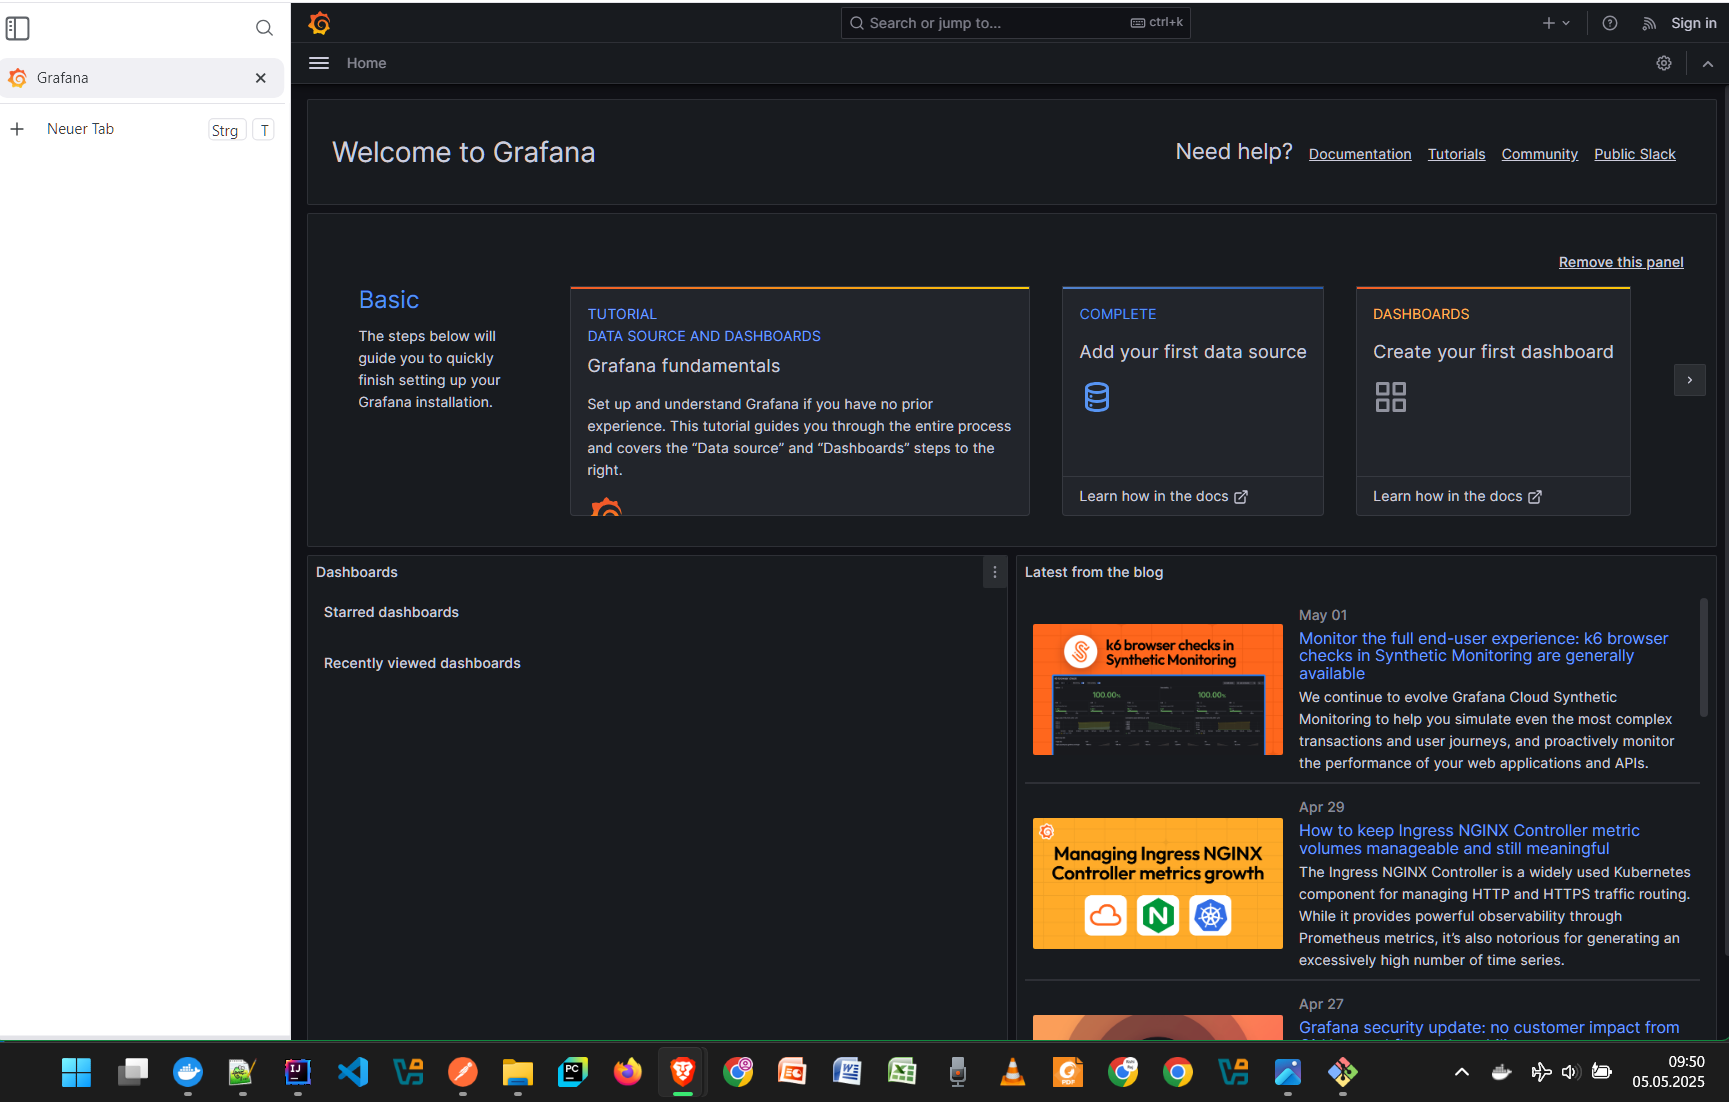 Grafana
Neuer Tab
Strg T
Search or jump to...
ctrl+k
Sign in
Home
Welcome to Grafana
Need help?
Documentation
Tutorials
Community
Public Slack
Remove this panel
Basic
The steps below will
guide you to quickly
finish setting up your
Grafana installation.
TUTORIAL
DATA SOURCE AND DASHBOARDS
Grafana fundamentals
Set up and understand Grafana if you have no prior
experience. This tutorial guides you through the entire process
and covers the “Data source” and “Dashboards” steps to the
right.
COMPLETE
Add your first data source
Learn how in the docs
DASHBOARDS
Create your first dashboard
Learn how in the docs
Dashboards
Starred dashboards
Recently viewed dashboards
Latest from the blog
k6 browser checks in
Synthetic Monitoring
100.00%
100.00%
May 01
Monitor the full end-user experience: k6 browser
checks in Synthetic Monitoring are generally
available
We continue to evolve Grafana Cloud Synthetic
Monitoring to help you simulate even the most complex
transactions and user journeys, and proactively monitor
the performance of your web applications and APIs.
Managing Ingress NGINX
Controller metrics growth
Apr 29
How to keep Ingress NGINX Controller metric
volumes manageable and still meaningful
The Ingress NGINX Controller is a widely used Kubernetes
component for managing HTTP and HTTPS traffic routing.
While it provides powerful observability through
Prometheus metrics, it’s also notorious for generating an
excessively high number of time series.
Apr 27
Grafana security update: no customer impact from
09:50
05.05.2025